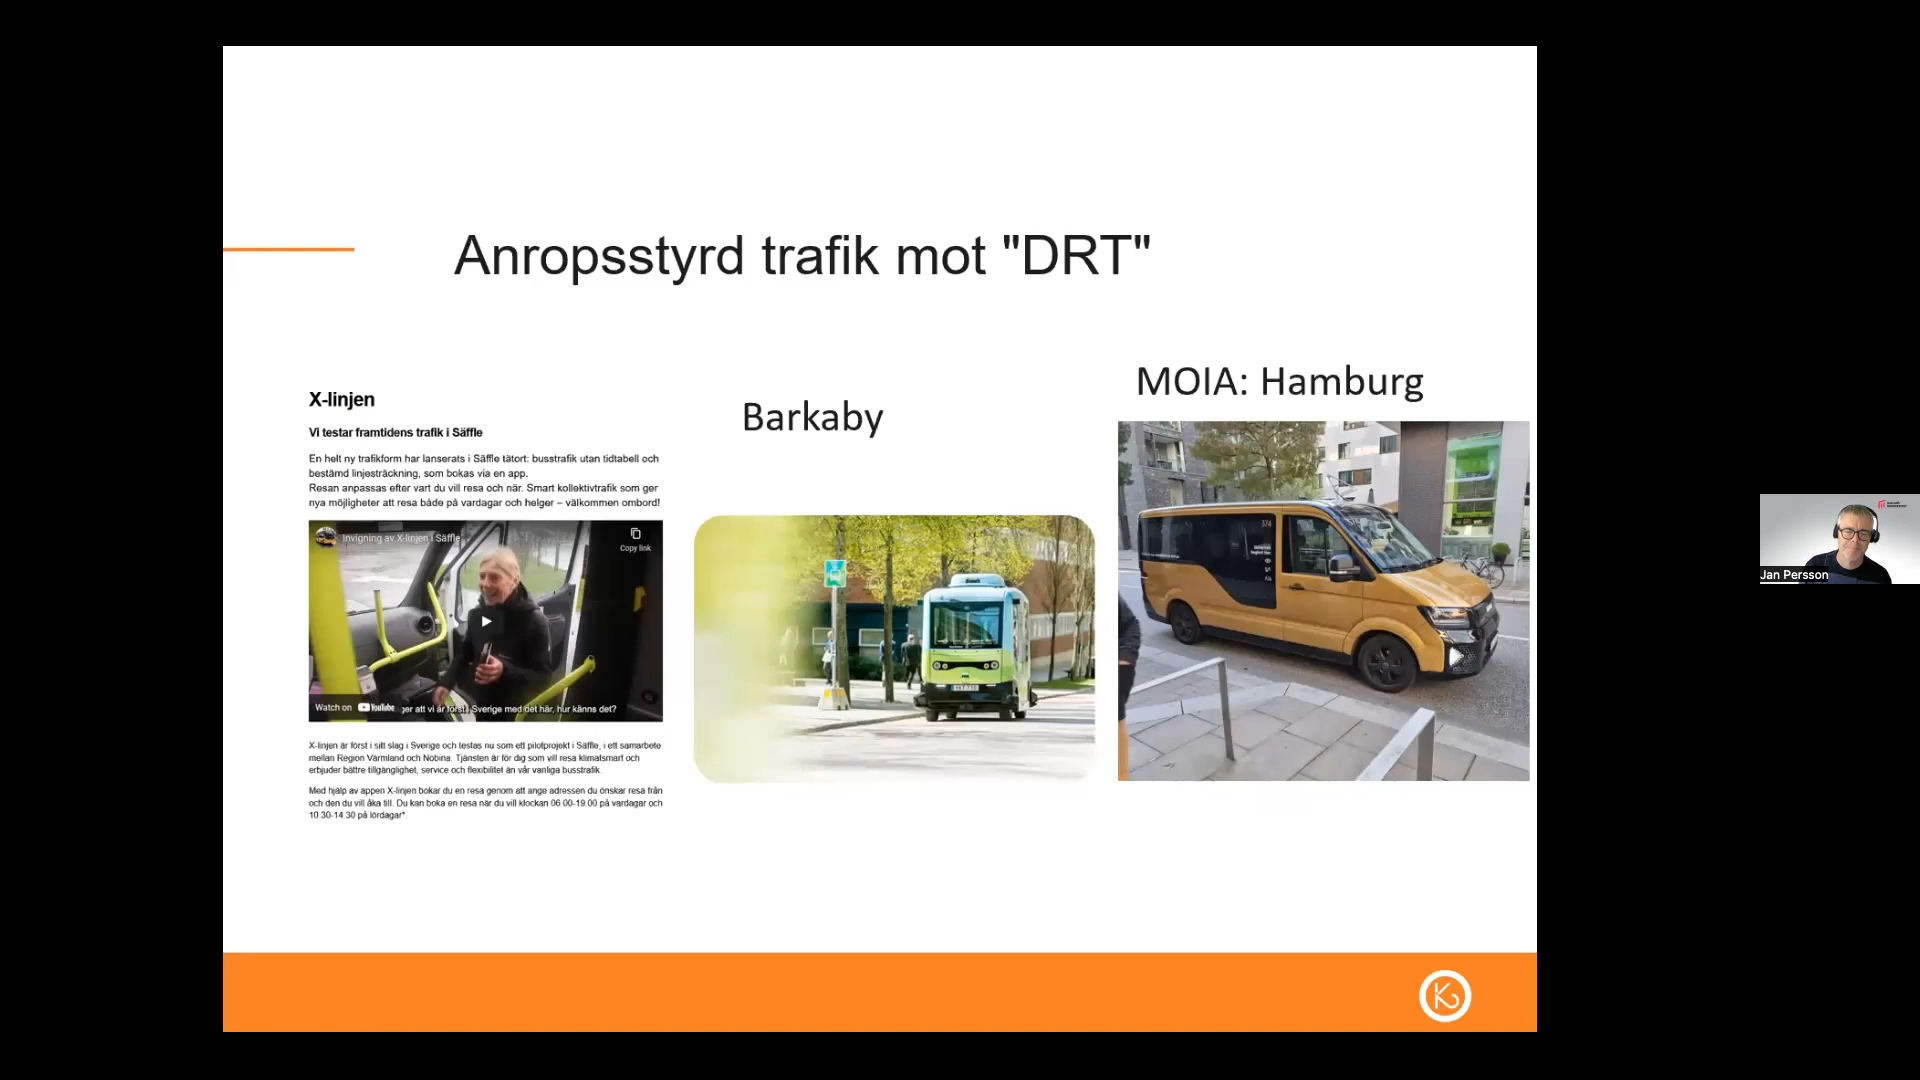 Anropsstyrd trafik mot "DRT"
X-linjen
Vi testar framtidens trafik i Säffle
En helt ny trafikform har lanserats i Säffle tätort: busstrafik utan tidtabell och
bestämd linjesträckning, som bokas via en app.
Resan anpassas efter vart du vill resa och när. Smart kollektivtrafik som ger
nya möjligheter att resa både på vardagar och helger – välkommen ombord!
Invigning av X-linjen i Säffle
Copy link
Watch on YouTube
ger att vi är först i Sverige med det här, hur känns det?
X-linjen är först i sitt slag i Sverige och testas nu som ett pilotprojekt i Säffle, i ett samarbete
mellan Region Värmland och Nobina. Tjänsten är för dig som vill resa klimatsmart och
erbjuder bättre tillgänglighet, service och flexibilitet än vår vanliga busstrafik.
Med hjälp av appen X-linjen bokar du en resa genom att ange adressen du önskar resa från
och den du vill åka till. Du kan boka en resa när du vill klockan 06.00-19.00 på vardagar och
10.30-14.30 på lördagar*.
Barkaby
MOIA: Hamburg
574
Jan Persson